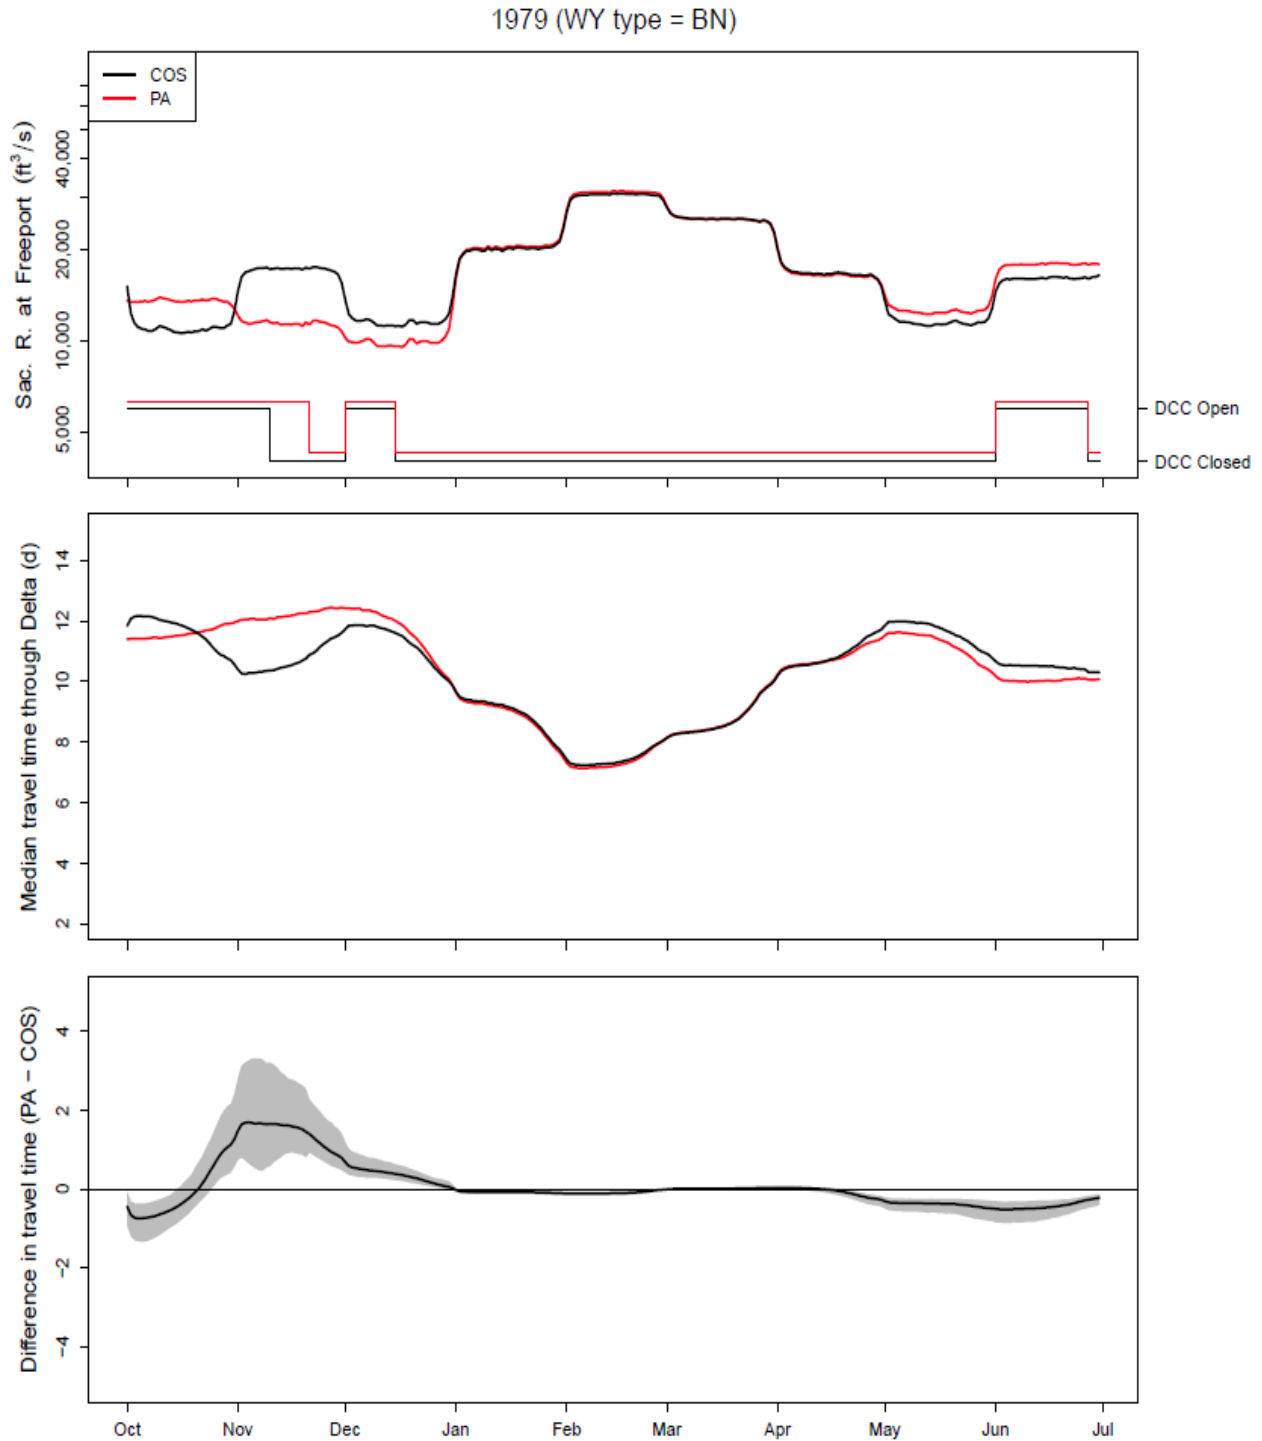 1979 (WY type = BN)
COS
PA
Sac. R. at Freeport (ft³/s)
40,000
20,000
10,000
5,000
DCC Open
DCC Closed
Median travel time through Delta (d)
14
12
10
8
6
4
2
Difference in travel time (PA − COS)
4
2
0
−2
−4
Oct Nov Dec Jan Feb Mar Apr May Jun Jul